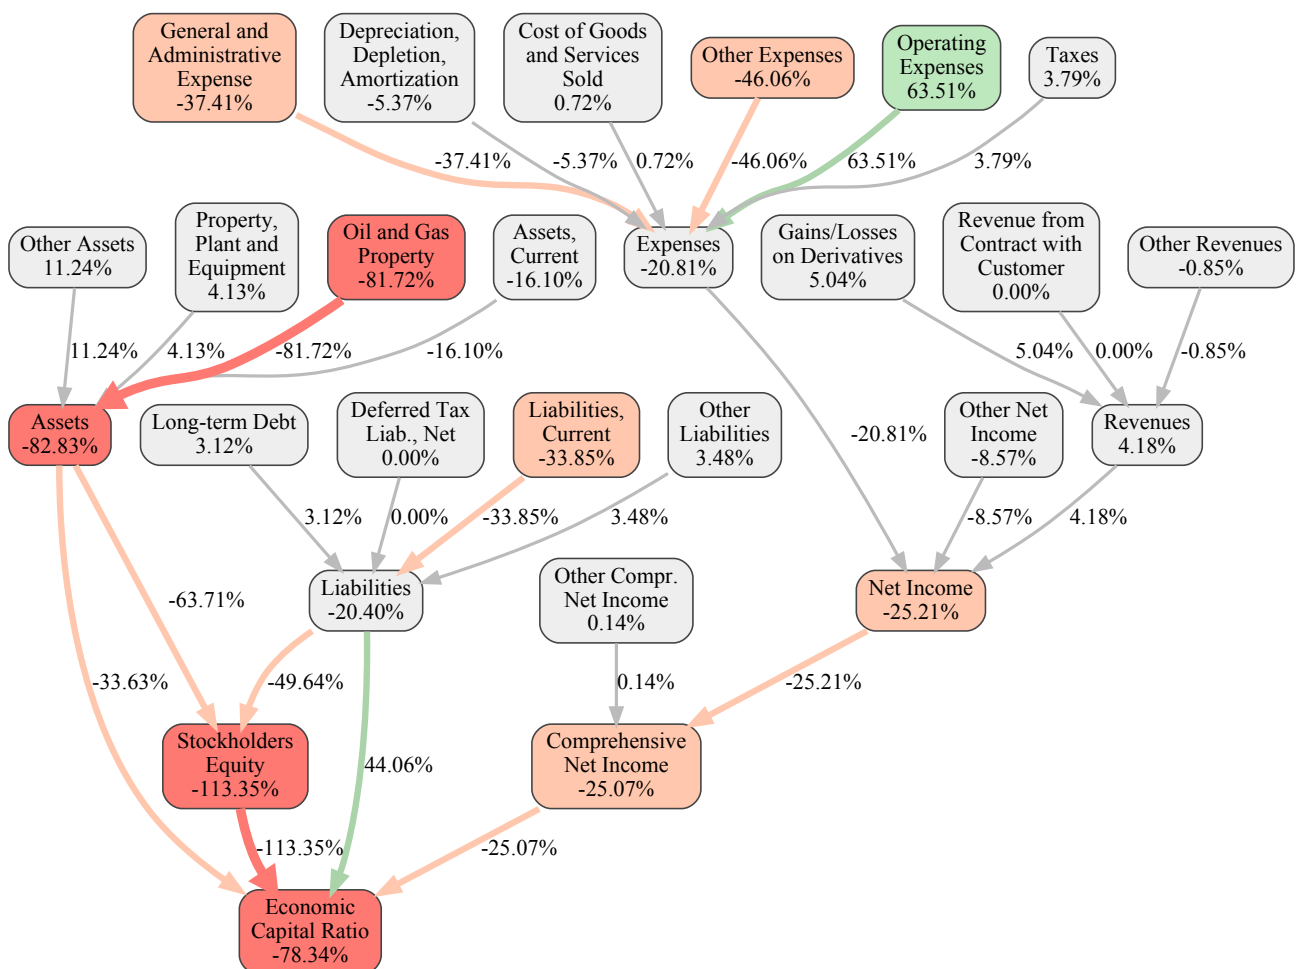 General and
Administrative
Expense
-37.41%
Depreciation,
Depletion,
Amortization
-5.37%
Cost of Goods
and Services
Sold
0.72%
Other Expenses
-46.06%
Operating
Expenses
63.51%
Taxes
3.79%
-37.41%
-5.37%
0.72%
-46.06%
63.51%
3.79%
Other Assets
11.24%
Property,
Plant and
Equipment
4.13%
Oil and Gas
Property
-81.72%
Assets,
Current
-16.10%
Expenses
-20.81%
Gains/Losses
on Derivatives
5.04%
Revenue from
Contract with
Customer
0.00%
Other Revenues
-0.85%
11.24%
4.13%
-81.72%
-16.10%
5.04%
0.00%
-0.85%
Assets
-82.83%
Long-term Debt
3.12%
Deferred Tax
Liab., Net
0.00%
Liabilities,
Current
-33.85%
Other
Liabilities
3.48%
-20.81%
Other Net
Income
-8.57%
Revenues
4.18%
3.12%
0.00%
-33.85%
3.48%
-8.57%
4.18%
-63.71%
Liabilities
-20.40%
Other Compr.
Net Income
0.14%
Net Income
-25.21%
-33.63%
-49.64%
0.14%
-25.21%
Stockholders
Equity
-113.35%
44.06%
Comprehensive
Net Income
-25.07%
-113.35%
-25.07%
Economic
Capital Ratio
-78.34%